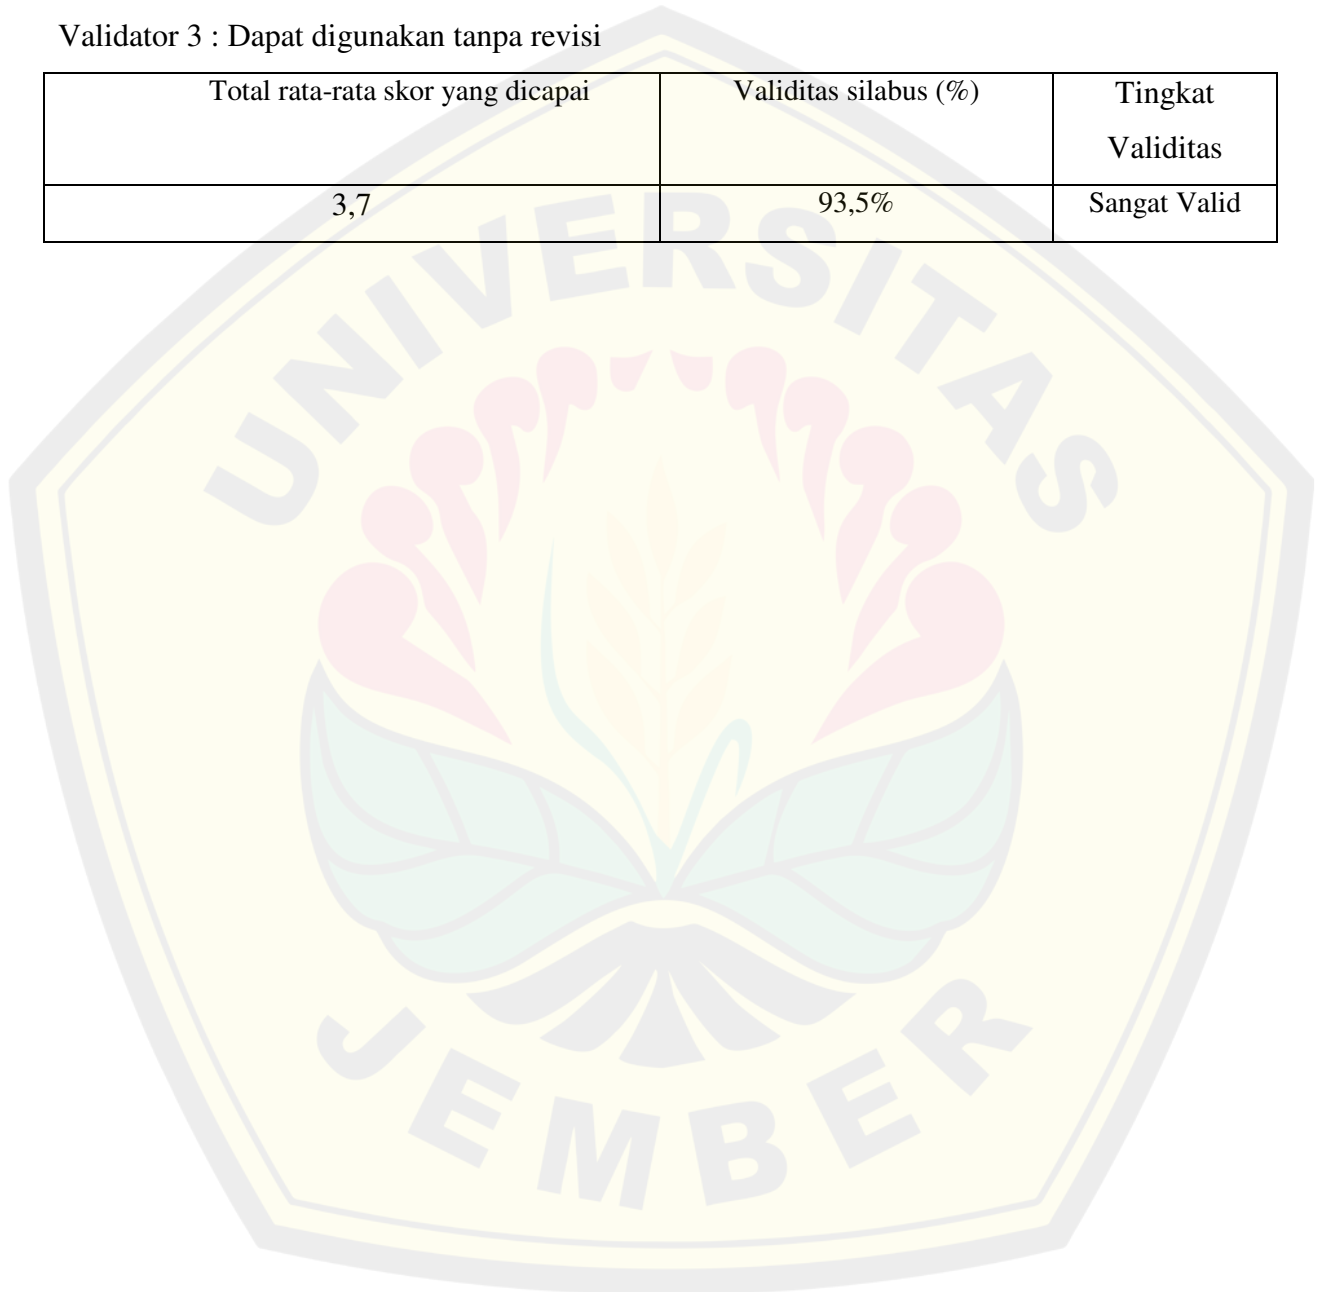 Validator 3 : Dapat digunakan tanpa revisi
Total rata-rata skor yang dicapai Validitas silabus (%) Tingkat
Validitas
3,7 93,5% Sangat Valid
UNIVERSITAS
JEMBER